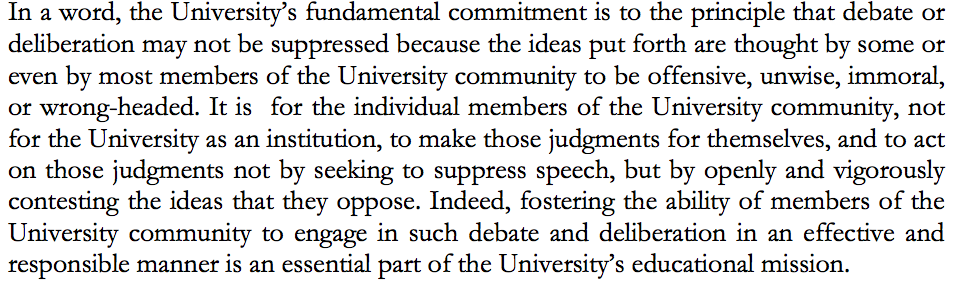 In a word, the University’s fundamental commitment is to the principle that debate or
deliberation may not be suppressed because the ideas put forth are thought by some or
even by most members of the University community to be offensive, unwise, immoral,
or wrong-headed. It is  for the individual members of the University community, not
for the University as an institution, to make those judgments for themselves, and to act
on those judgments not by seeking to suppress speech, but by openly and vigorously
contesting the ideas that they oppose. Indeed, fostering the ability of members of the
University community to engage in such debate and deliberation in an effective and
responsible manner is an essential part of the University’s educational mission.